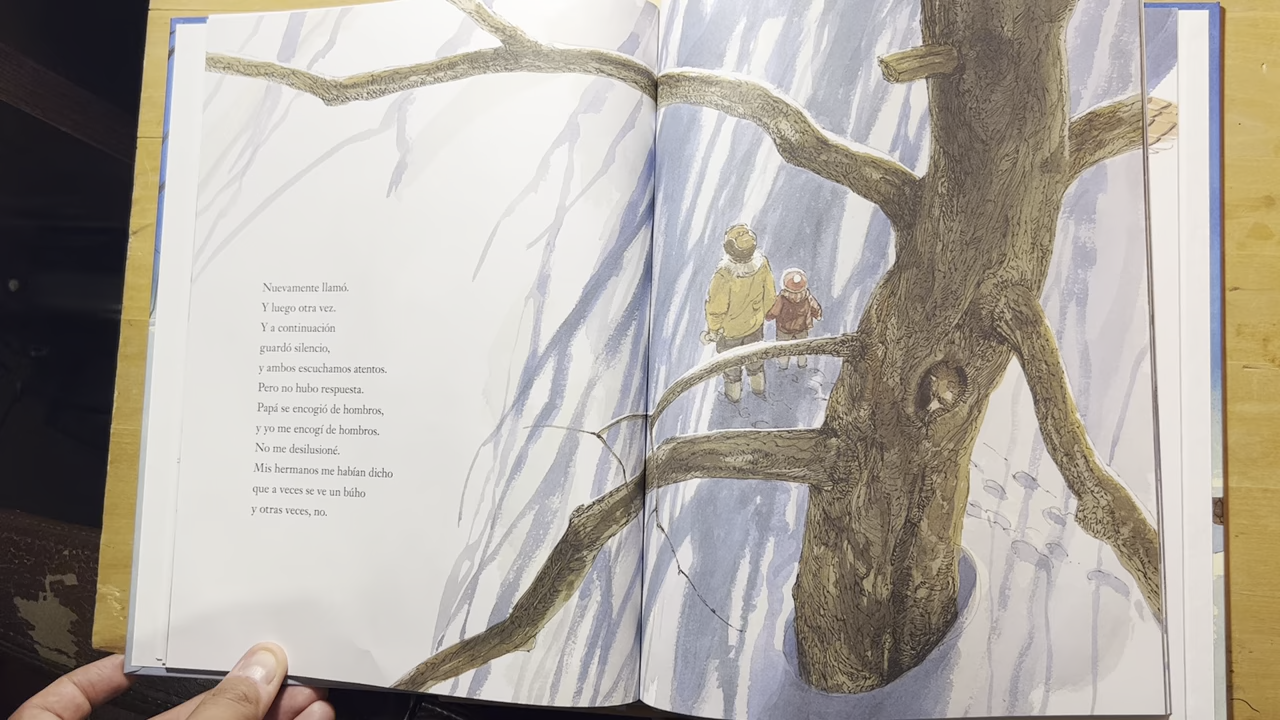 Nuevamente llamó.
Y luego otra vez.
Y a continuación
guardó silencio,
y ambos escuchamos atentos.
Pero no hubo respuesta.
Papá se encogió de hombros,
y yo me encogí de hombros.
No me desilusioné.
Mis hermanos me habían dicho
que a veces se ve un búho
y otras veces, no.